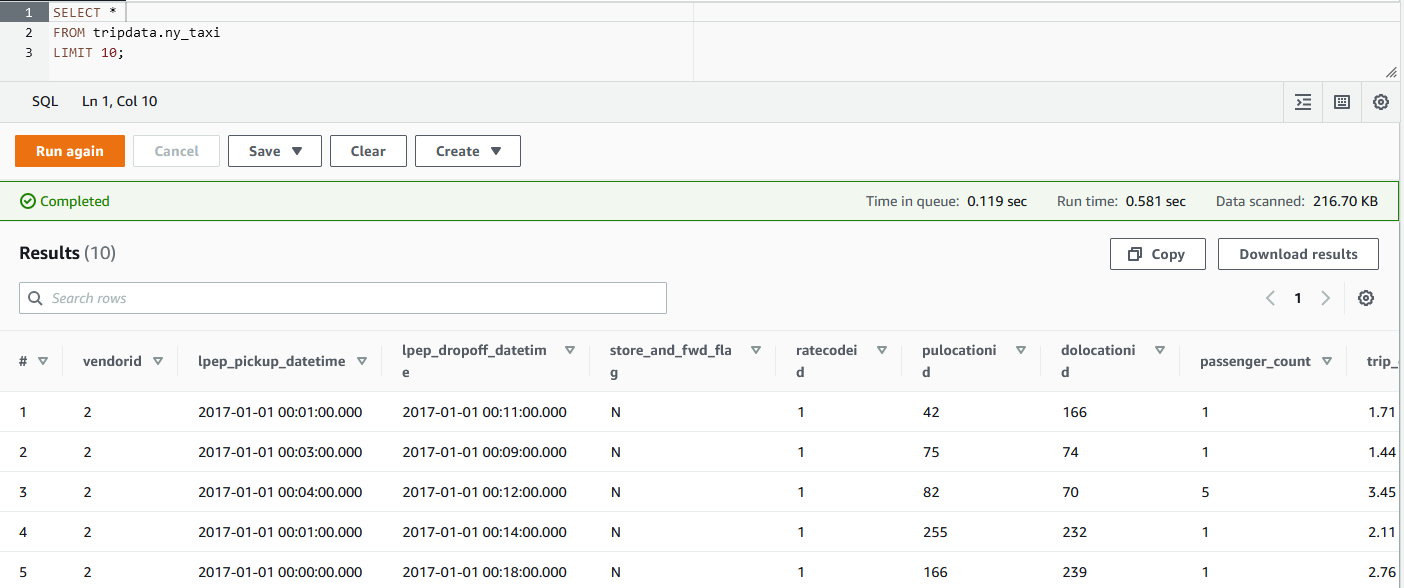 1 SELECT *
2 FROM tripdata.ny_taxi
3 LIMIT 10;
SQL Ln 1, Col 10
Run again Cancel Save Clear Create
Completed Time in queue: 0.119 sec Run time: 0.581 sec Data scanned: 216.70 KB
Results (10) Copy Download results
Search rows 1
# vendorid lpep_pickup_datetime lpep_dropoff_datetim store_and_fwd_fla ratecodei pulocationi dolocationi passenger_count trip_
e g d d d
1 2 2017-01-01 00:01:00.000 2017-01-01 00:11:00.000 N 1 42 166 1 1.71
2 2 2017-01-01 00:03:00.000 2017-01-01 00:09:00.000 N 1 75 74 1 1.44
3 2 2017-01-01 00:04:00.000 2017-01-01 00:12:00.000 N 1 82 70 5 3.45
4 2 2017-01-01 00:01:00.000 2017-01-01 00:14:00.000 N 1 255 232 1 2.11
5 2 2017-01-01 00:00:00.000 2017-01-01 00:18:00.000 N 1 166 239 1 2.76